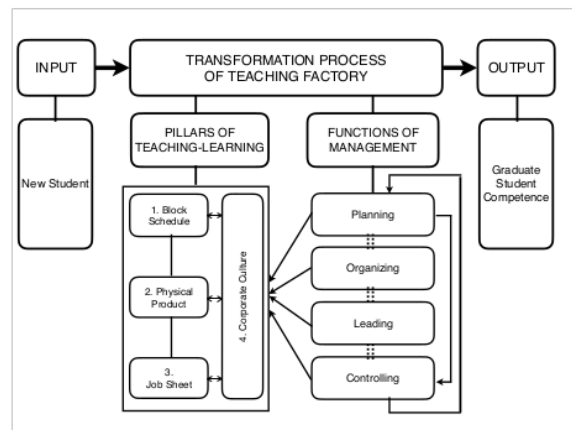 INPUT
TRANSFORMATION PROCESS
OF TEACHING FACTORY
OUTPUT
New Student
PILLARS OF
TEACHING-LEARNING
FUNCTIONS OF
MANAGEMENT
Graduate
Student
Competence
1. Block
Schedule
2. Physical
Product
3.
Job Sheet
4. Corporate Culture
Planning
Organizing
Leading
Controlling